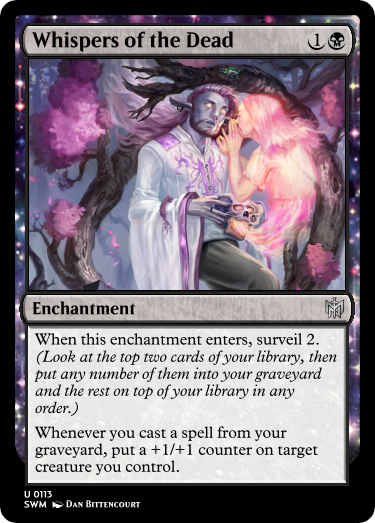 Whispers of the Dead 1
Enchantment
When this enchantment enters, surveil 2.
(Look at the top two cards of your library, then
put any number of them into your graveyard
and the rest on top of your library in any
order.)
Whenever you cast a spell from your
graveyard, put a +1/+1 counter on target
creature you control.
U 0113
SWM Dan Bittencourt